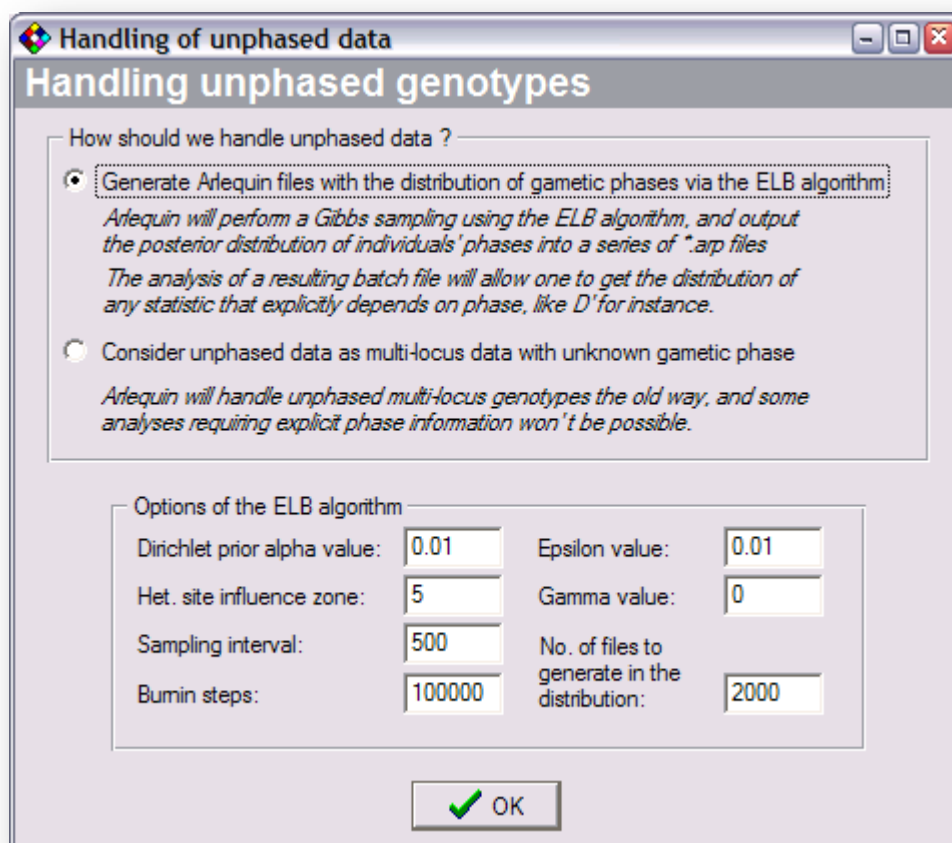 Handling of unphased data
Handling unphased genotypes
How should we handle unphased data ?
Generate Arlequin files with the distribution of gametic phases via the ELB algorithm
Arlequin will perform a Gibbs sampling using the ELB algorithm, and output
the posterior distribution of individuals' phases into a series of *.arp files
The analysis of a resulting batch file will allow one to get the distribution of
any statistic that explicitly depends on phase, like D' for instance.
Consider unphased data as multi-locus data with unknown gametic phase
Arlequin will handle unphased multi-locus genotypes the old way, and some
analyses requiring explicit phase information won't be possible.
Options of the ELB algorithm
Dirichlet prior alpha value: 0.01 Epsilon value: 0.01
Het. site influence zone: 5 Gamma value: 0
Sampling interval: 500 No. of files to
generate in the
Burnin steps: 100000 distribution: 2000
OK